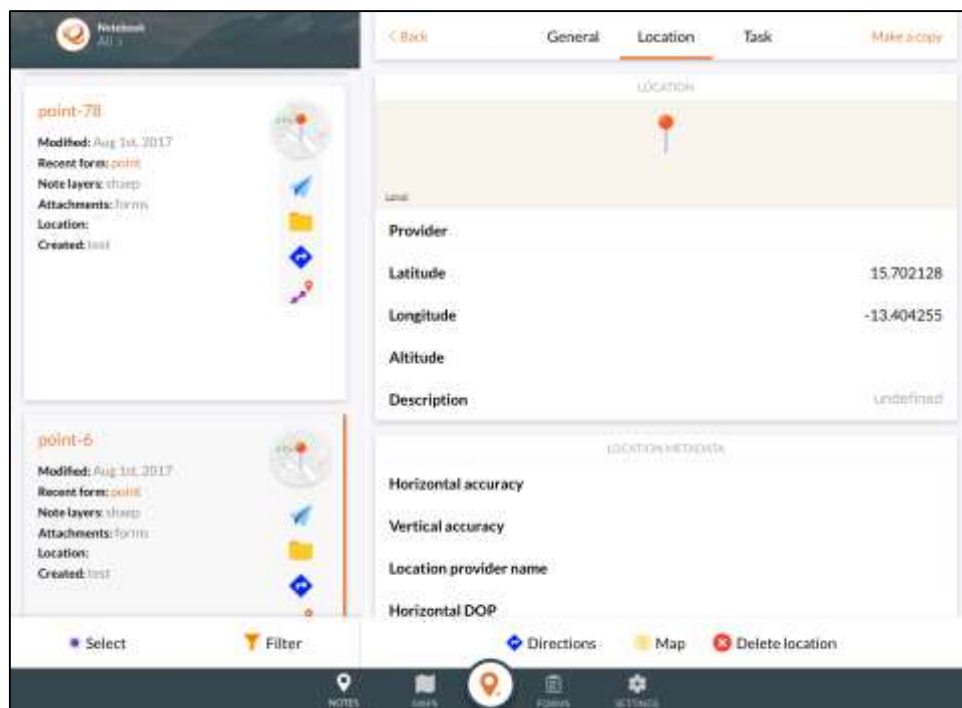 Notebook
All >
< Back
General
Location
Task
Make a copy
point-78
Modified: Aug 1st, 2017
Recent form: point
Note layers: shaep
Attachments: forms
Location:
Created: test
point-6
Modified: Aug 1st, 2017
Recent form: point
Note layers: shaep
Attachments: forms
Location:
Created: test
LOCATION
Provider
Latitude 15.702128
Longitude -13.404255
Altitude
Description undefined
LOCATION METADATA
Horizontal accuracy
Vertical accuracy
Location provider name
Horizontal DOP
Select
Filter
Directions
Map
Delete location
NOTES
MAPS
FORMS
SETTINGS